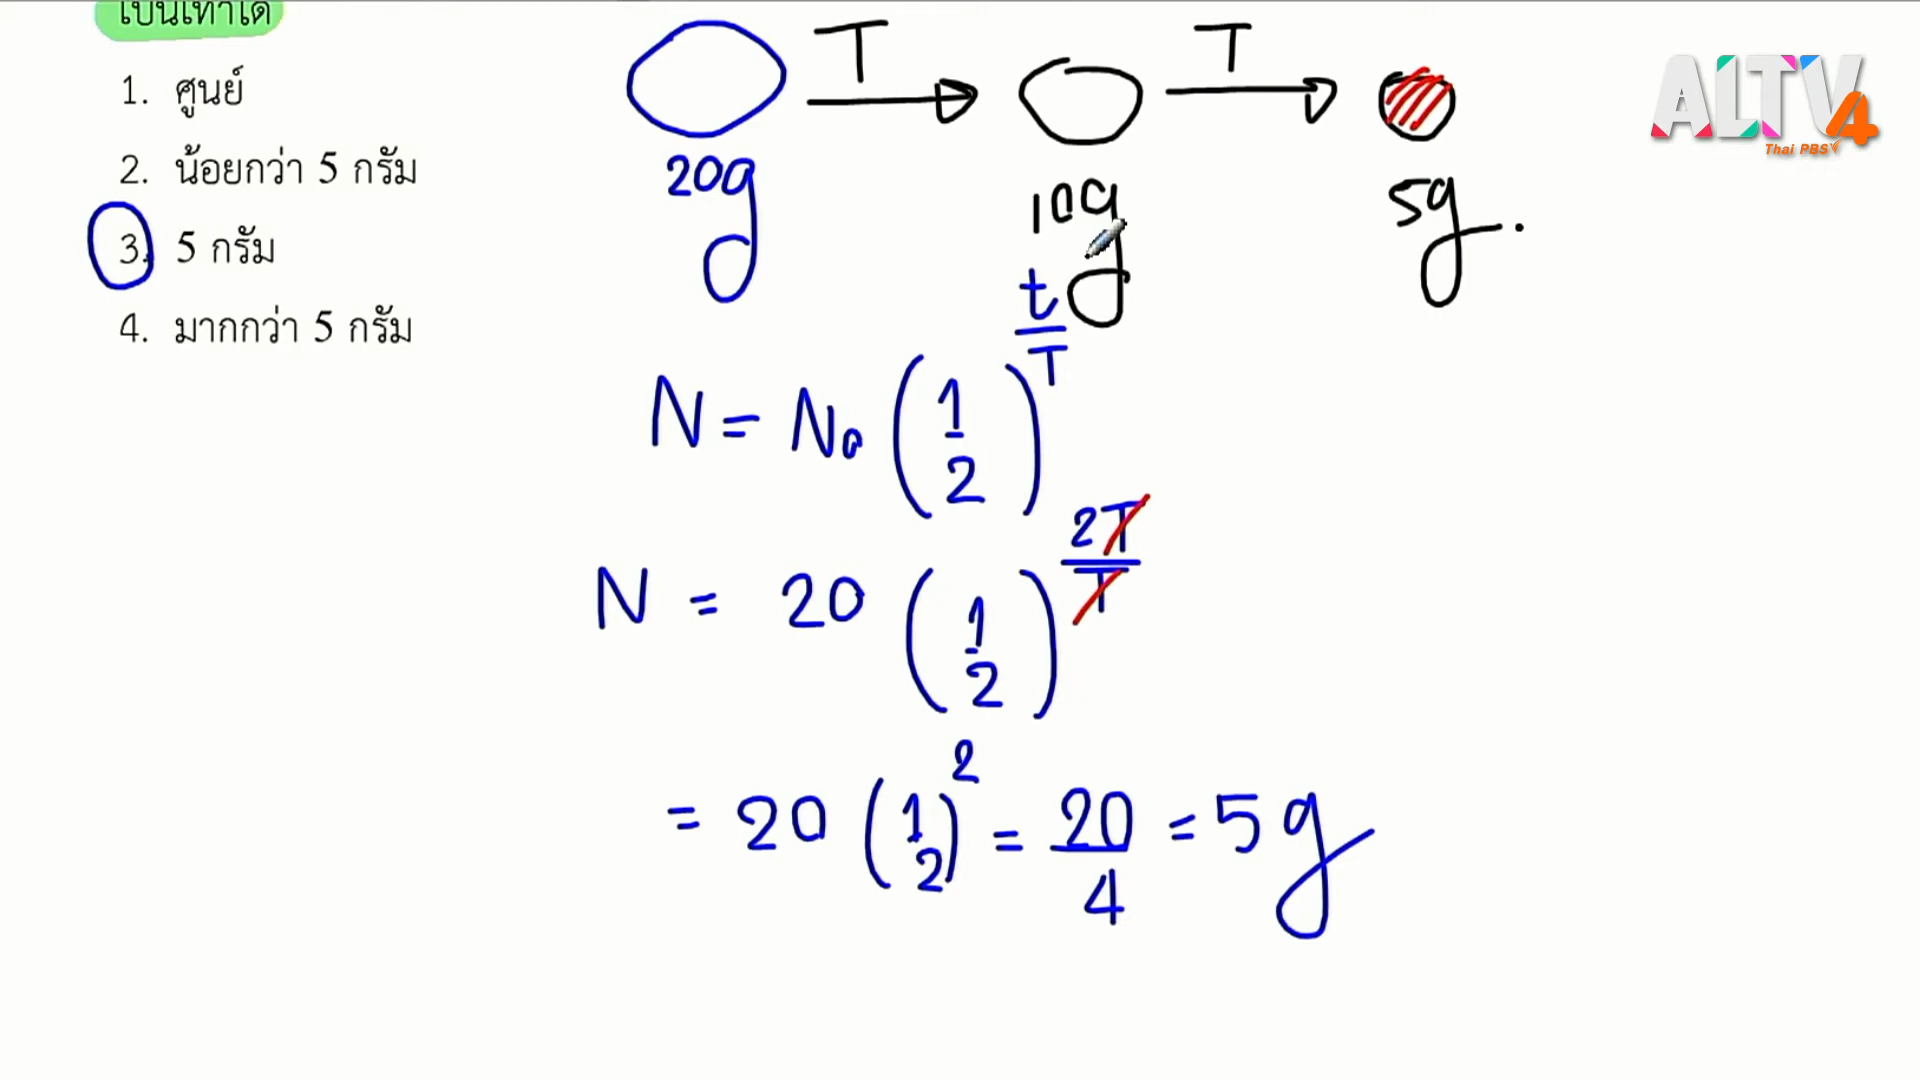 เป็นเท่าใด
1. ศูนย์
2. น้อยกว่า 5 กรัม
3. 5 กรัม
4. มากกว่า 5 กรัม
T T
20g 10g 5g.
N = N₀ (1/2)^(t/T)
N = 20 (1/2)^(2T/T)
= 20 (1/2)^2 = 20/4 = 5g
ALTV 4
Thai PBS